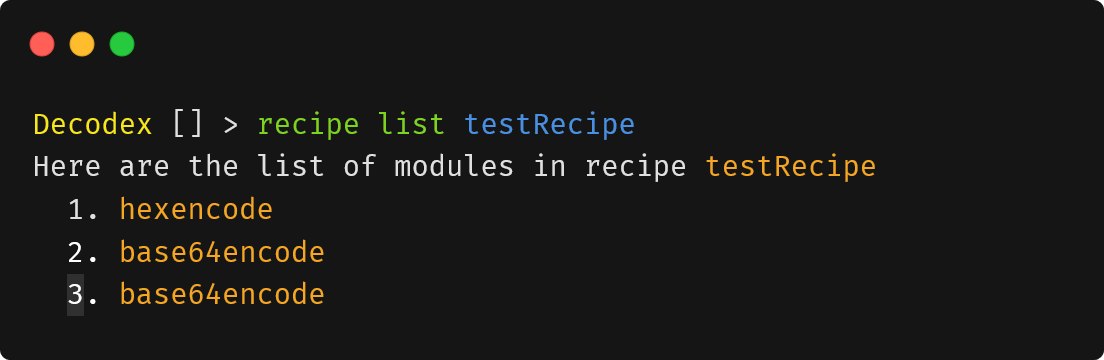 Decodex [] > recipe list testRecipe
Here are the list of modules in recipe testRecipe
1. hexencode
2. base64encode
3. base64encode